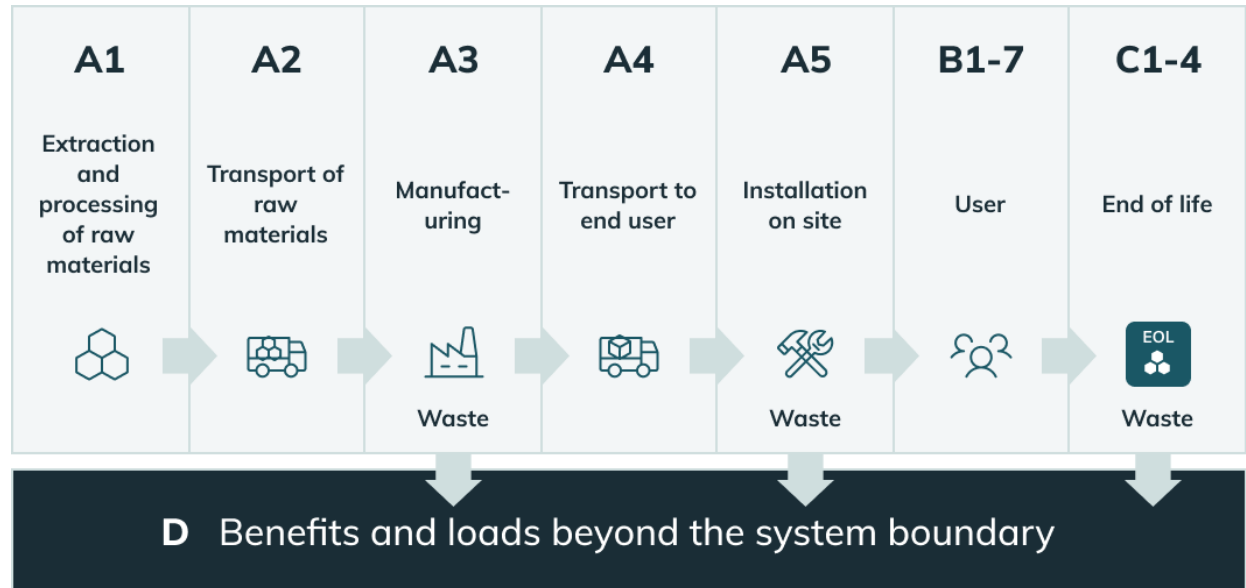 A1
A2
A3
A4
A5
B1-7
C1-4
Extraction
and
processing
of raw
materials
Transport of
raw
materials
Manufact-
uring
Transport to
end user
Installation
on site
User
End of life
EOL
Waste
Waste
Waste
D Benefits and loads beyond the system boundary